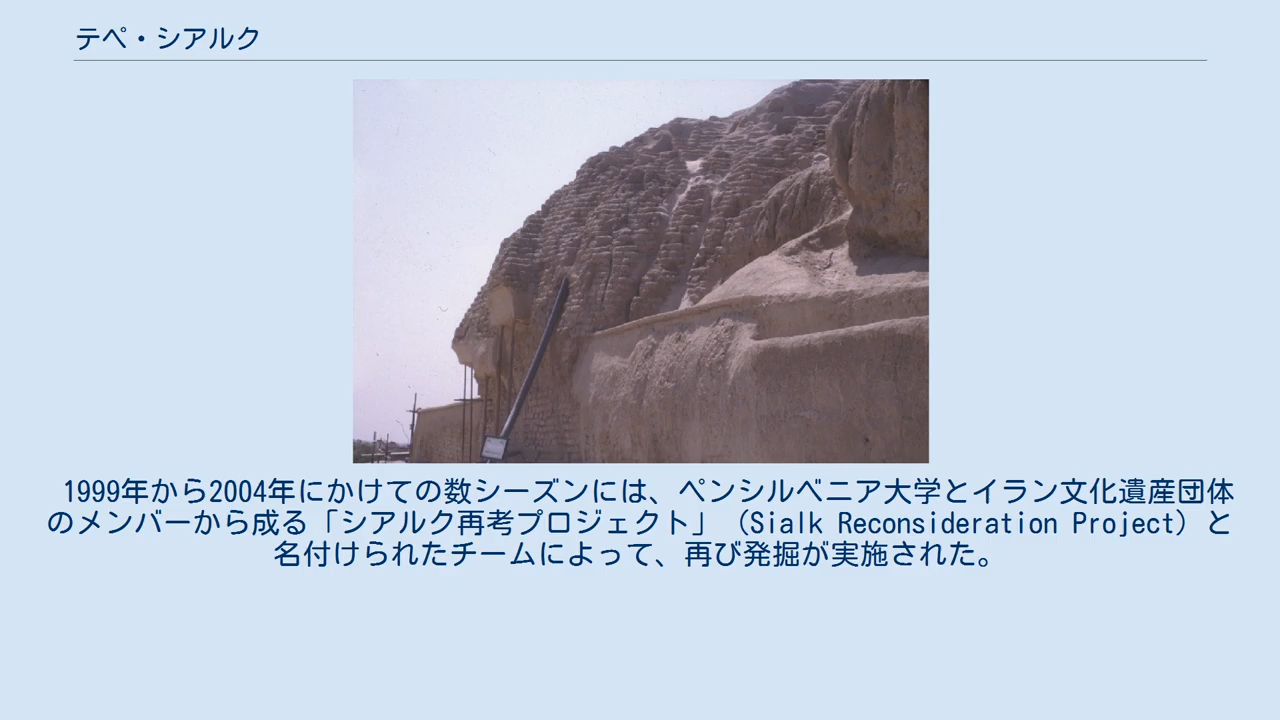 テペ・シアルク
1999年から2004年にかけての数シーズンには、ペンシルベニア大学とイラン文化遺産団体
のメンバーから成る「シアルク再考プロジェクト」（Sialk Reconsideration Project）と
名付けられたチームによって、再び発掘が実施された。